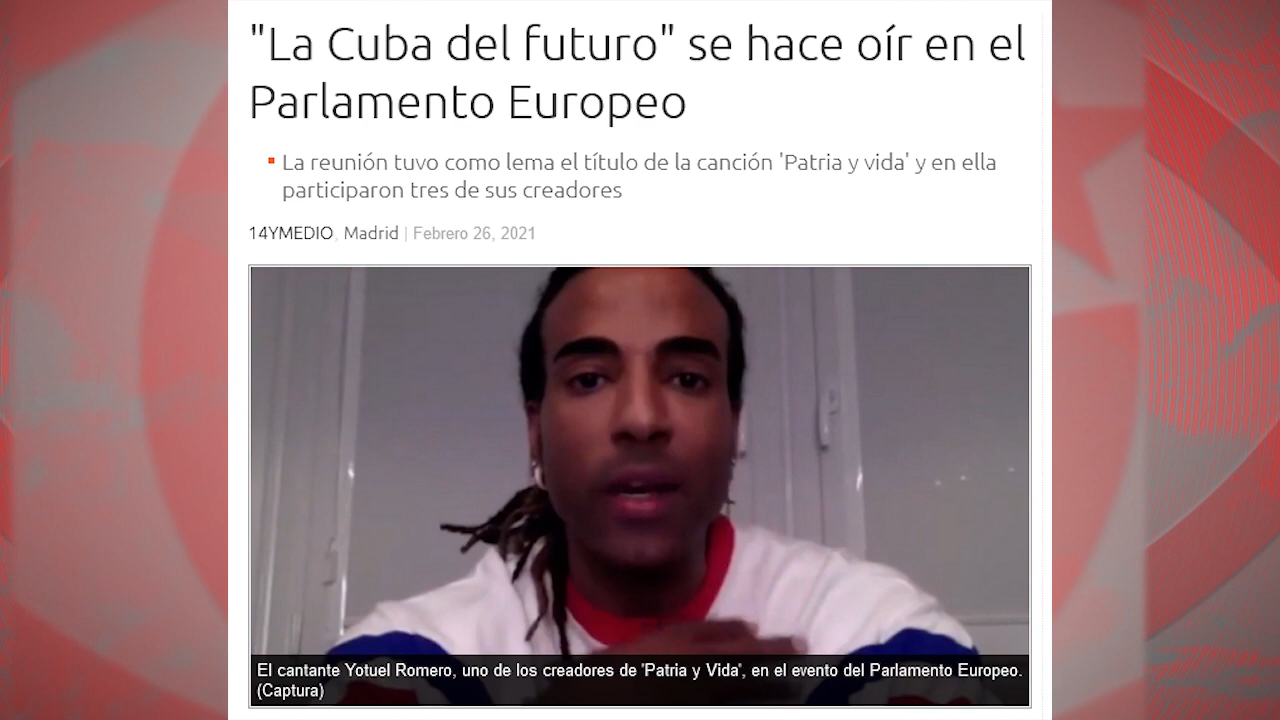 "La Cuba del futuro" se hace oír en el
Parlamento Europeo
La reunión tuvo como lema el título de la canción 'Patria y vida' y en ella
participaron tres de sus creadores
14YMEDIO, Madrid | Febrero 26, 2021
El cantante Yotuel Romero, uno de los creadores de 'Patria y Vida', en el evento del Parlamento Europeo.
(Captura)